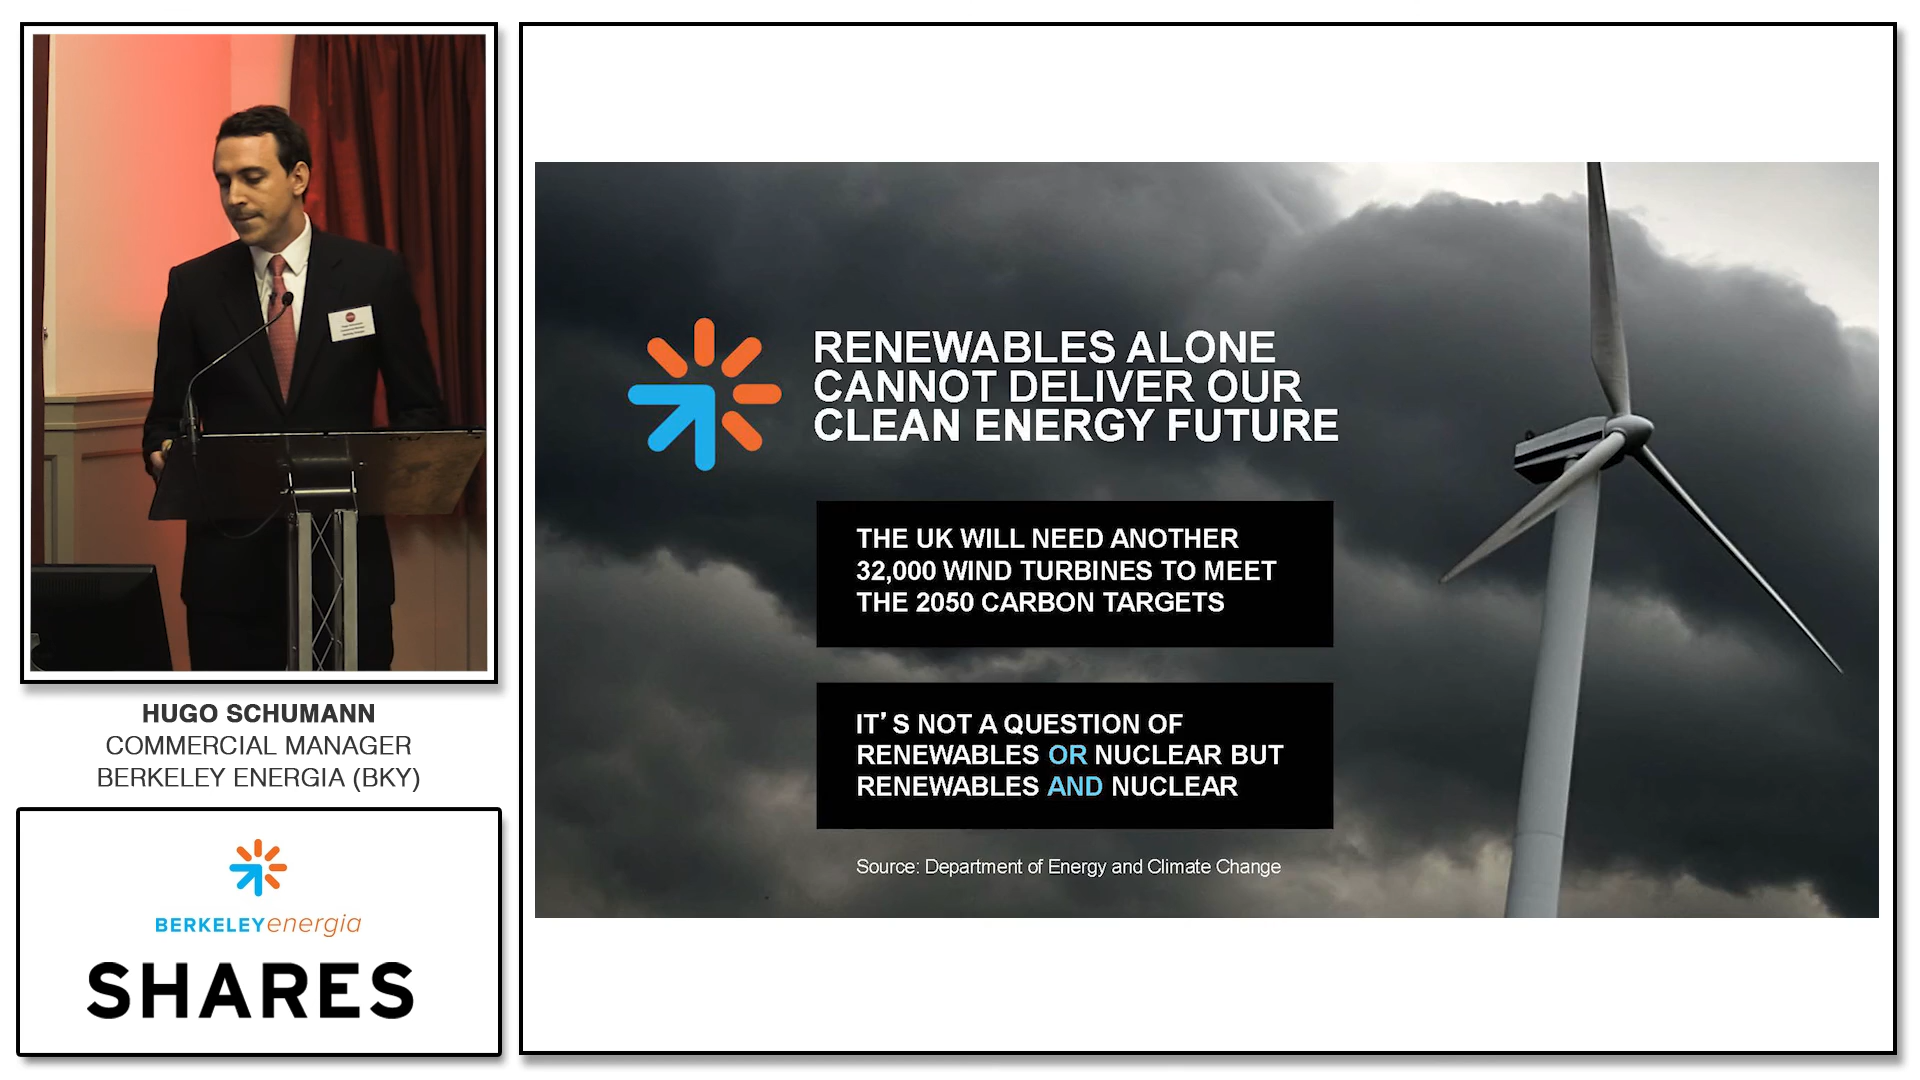 HUGO SCHUMANN
COMMERCIAL MANAGER
BERKELEY ENERGIA (BKY)
BERKELEYenergia
SHARES
RENEWABLES ALONE
CANNOT DELIVER OUR
CLEAN ENERGY FUTURE
THE UK WILL NEED ANOTHER
32,000 WIND TURBINES TO MEET
THE 2050 CARBON TARGETS
IT’S NOT A QUESTION OF
RENEWABLES OR NUCLEAR BUT
RENEWABLES AND NUCLEAR
Source: Department of Energy and Climate Change